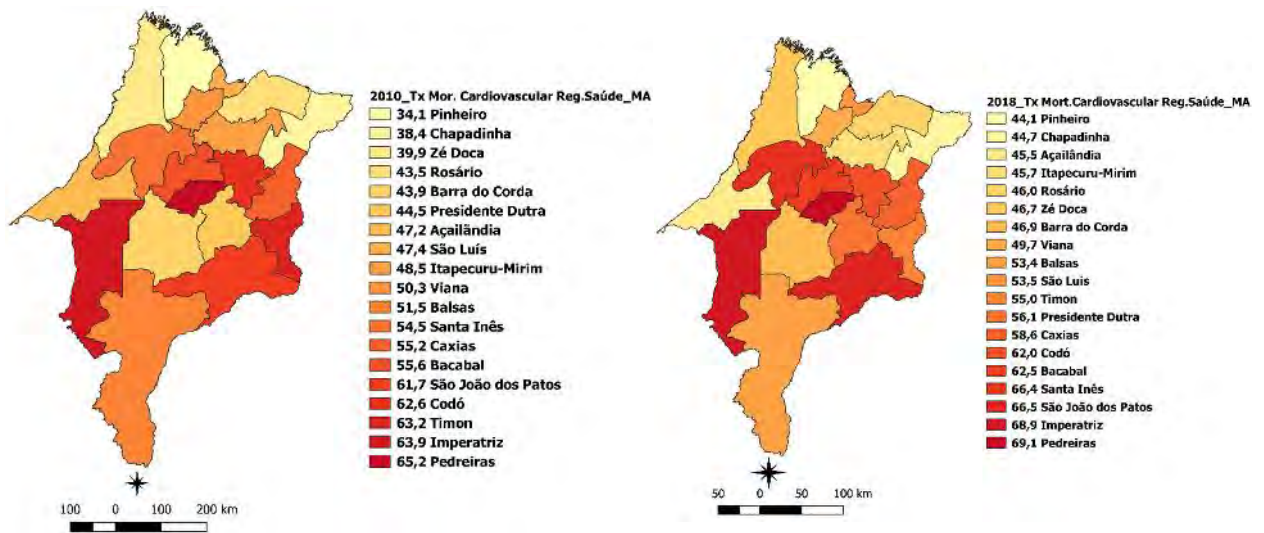 2010_Tx Mor. Cardiovascular Reg.Saúde_MA
34,1 Pinheiro
38,4 Chapadinha
39,9 Zé Doca
43,5 Rosário
43,9 Barra do Corda
44,5 Presidente Dutra
47,2 Açailândia
47,4 São Luís
48,5 Itapecuru-Mirim
50,3 Viana
51,5 Balsas
54,5 Santa Inês
55,2 Caxias
55,6 Bacabal
61,7 São João dos Patos
62,6 Codó
63,2 Timon
63,9 Imperatriz
65,2 Pedreiras
100 0 100 200 km
2018_Tx Mort.Cardiovascular Reg.Saúde_MA
44,1 Pinheiro
44,7 Chapadinha
45,5 Açailândia
45,7 Itapecuru-Mirim
46,0 Rosário
46,7 Zé Doca
46,9 Barra do Corda
49,7 Viana
53,4 Balsas
53,5 São Luis
55,0 Timon
56,1 Presidente Dutra
58,6 Caxias
62,0 Codó
62,5 Bacabal
66,4 Santa Inês
66,5 São João dos Patos
68,9 Imperatriz
69,1 Pedreiras
50 0 50 100 km